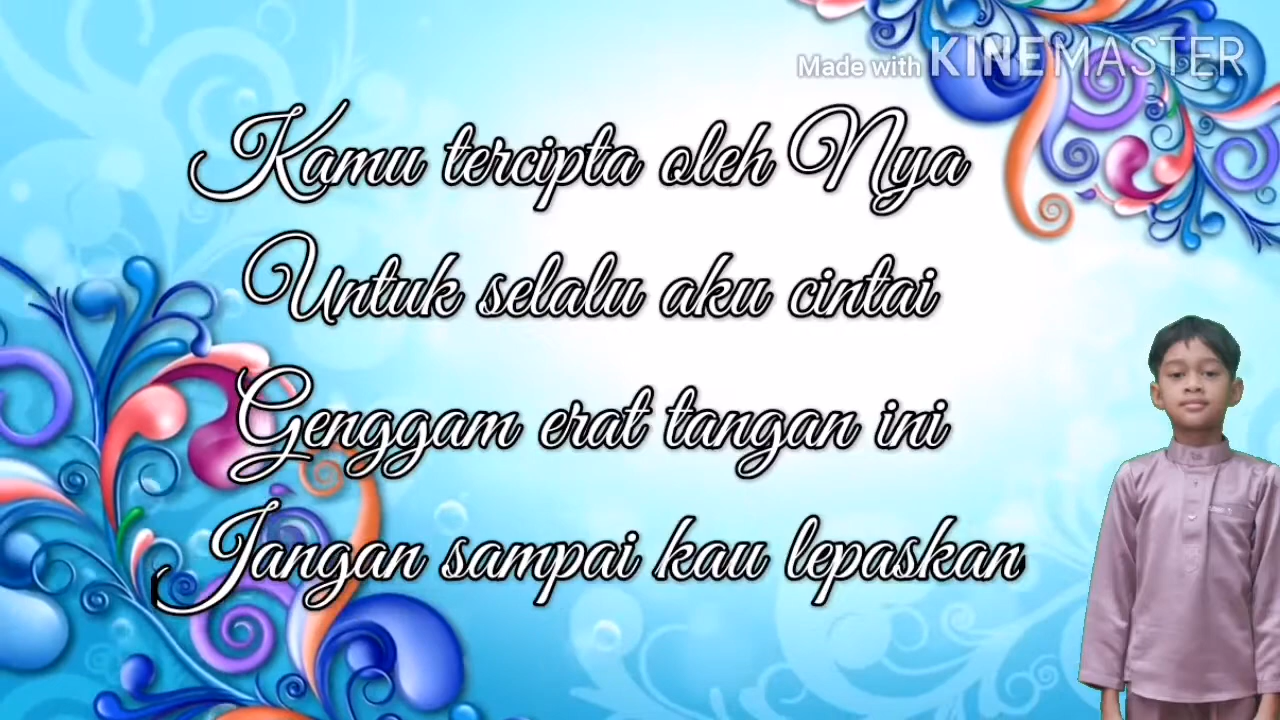 Made with KINEMASTER
Kamu tercipta oleh Nya
Untuk selalu aku cintai
Genggam erat tangan ini
Jangan sampai kau lepaskan